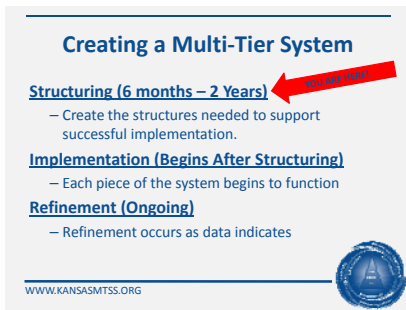 Creating a Multi-Tier System
YOU ARE HERE!
Structuring (6 months – 2 Years)
– Create the structures needed to support
successful implementation.
Implementation (Begins After Structuring)
– Each piece of the system begins to function
Refinement (Ongoing)
– Refinement occurs as data indicates
WWW.KANSASMTSS.ORG